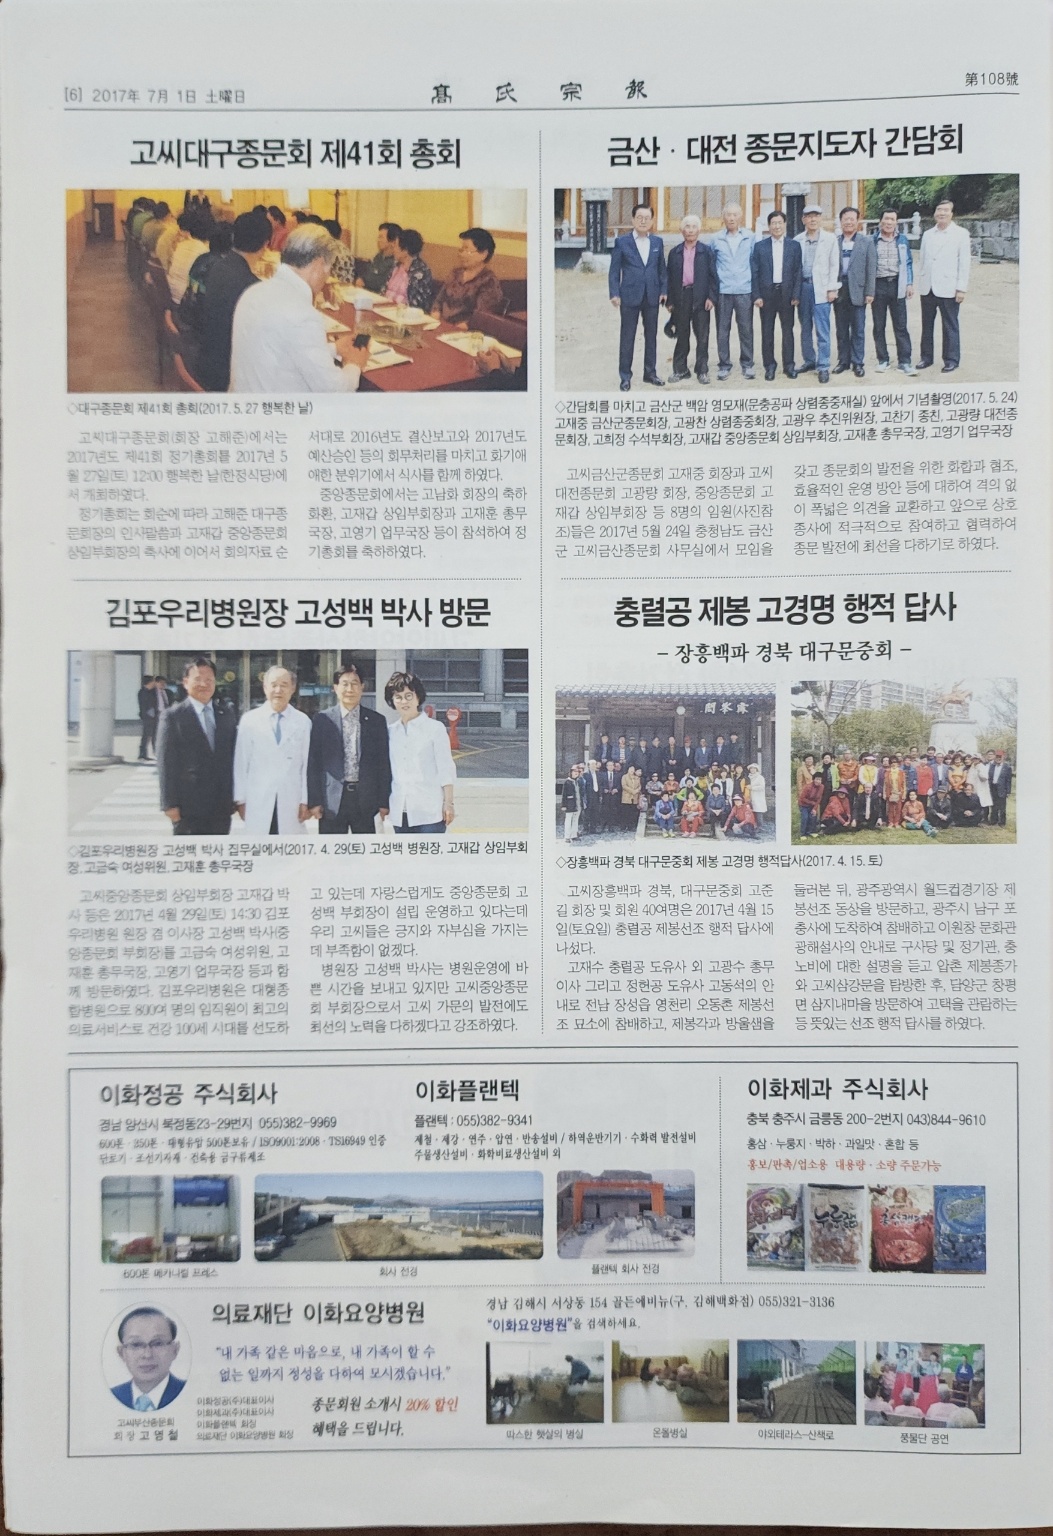 [6] 2017年 7月 1日 土曜日
高氏宗報
第108號
고씨대구종문회 제41회 총회
◇대구종문회 제41회 총회(2017. 5. 27 행복한 날)
고씨대구종문회(회장 고해준)에서는
2017년도 제41회 정기총회를 2017년 5
월 27일(토) 12:00 행복한 날(한정식당)에
서 개최하였다.
정기총회는 회순에 따라 고해준 대구종
문회장의 인사말씀과 고재갑 중앙종문회
상임부회장의 축사에 이어서 회의자료 순
서대로 2016년도 결산보고와 2017년도
예산승인 등의 회무처리를 마치고 화기애
애한 분위기에서 식사를 함께 하였다.
중앙종문회에서는 고남화 회장의 축하
화환, 고재갑 상임부회장과 고재훈 총무
국장, 고영기 업무국장 등이 참석하여 정
기총회를 축하하였다.
금산 · 대전 종문지도자 간담회
◇간담회를 마치고 금산군 백암 영모재(문충공파 상렴종중재실) 앞에서 기념촬영(2017. 5. 24)
고재중 금산군종문회장, 고광찬 상렴종중회장, 고광우 추진위원장, 고찬기 종친, 고광량 대전종
문회장, 고희정 수석부회장, 고재갑 중앙종문회 상임부회장, 고재훈 총무국장, 고영기 업무국장
고씨금산군종문회 고재중 회장과 고씨
대전종문회 고광량 회장, 중앙종문회 고
재갑 상임부회장 등 8명의 임원(사진참
조)들은 2017년 5월 24일 충청남도 금산
군 고씨금산종문회 사무실에서 모임을
갖고 종문회의 발전을 위한 화합과 협조,
효율적인 운영 방안 등에 대하여 격의 없
이 폭넓은 의견을 교환하고 앞으로 상호
종사에 적극적으로 참여하고 협력하여
종문 발전에 최선을 다하기로 하였다.
김포우리병원장 고성백 박사 방문
◇김포우리병원장 고성백 박사 집무실에서(2017. 4. 29(토) 고성백 병원장, 고재갑 상임부회
장, 고금숙 여성위원, 고재훈 총무국장
고씨중앙종문회 상임부회장 고재갑 박
사 등은 2017년 4월 29일(토) 14:30 김포
우리병원 원장 겸 이사장 고성백 박사(중
앙종문회 부회장)를 고금숙 여성위원, 고
재훈 총무국장, 고영기 업무국장 등과 함
께 방문하였다. 김포우리병원은 대형종
합병원으로 800여 명의 임직원이 최고의
의료서비스로 건강 100세 시대를 선도하
고 있는데 자랑스럽게도 중앙종문회 고
성백 부회장이 설립 운영하고 있다는데
우리 고씨들은 긍지와 자부심을 가지는
데 부족함이 없겠다.
병원장 고성백 박사는 병원운영에 바
쁜 시간을 보내고 있지만 고씨중앙종문
회 부회장으로서 고씨 가문의 발전에도
최선의 노력을 다하겠다고 강조하였다.
충렬공 제봉 고경명 행적 답사
– 장흥백파 경북 대구문중회 –
◇장흥백파 경북 대구문중회 제봉 고경명 행적답사(2017. 4. 15. 토)
고씨장흥백파 경북, 대구문중회 고준
길 회장 및 회원 40여명은 2017년 4월 15
일(토요일) 충렬공 제봉선조 행적 답사에
나섰다.
고재수 충렬공 도유사 외 고광수 총무
이사 그리고 정현공 도유사 고동석의 안
내로 전남 장성읍 영천리 오동촌 제봉선
조 묘소에 참배하고, 제봉각과 방울샘을
둘러본 뒤, 광주광역시 월드컵경기장 제
봉선조 동상을 방문하고, 광주시 남구 포
충사에 도착하여 참배하고 이원창 문화관
광해설사의 안내로 구사당 및 정기관, 충
노비에 대한 설명을 듣고 압촌 제봉종가
와 고씨삼강문을 탐방한 후, 담양군 창평
면 삼지내마을 방문하여 고택을 관람하는
등 뜻있는 선조 행적 답사를 하였다.
이화정공 주식회사
경남 양산시 북정동23-29번지 055)382-9969
600톤 · 350톤 · 대형유압 500톤보유 / ISO9001:2008 · TS16949 인증
단조기 · 조선기자재 · 건축용 금구류제조
600톤 메카니컬 프레스
회사 전경
이화플랜텍
플랜텍 : 055)382-9341
제철 · 제강 · 연주 · 압연 · 반송설비 / 하역운반기기 · 수화력 발전설비
주물생산설비 · 화학비료생산설비 외
플랜텍 회사 전경
이화제과 주식회사
충북 충주시 금릉동 200-2번지 043)844-9610
홍삼 · 누룽지 · 박하 · 과일맛 · 혼합 등
홍보/판촉/업소용 대용량 · 소량 주문가능
의료재단 이화요양병원
"내 가족 같은 마음으로, 내 가족이 할 수
없는 일까지 정성을 다하여 모시겠습니다."
종문회원 소개시 20% 할인
혜택을 드립니다.
고씨부산종문회
회 장 고 영 철
이화정공(주)대표이사
이화제과(주)대표이사
이화플랜텍 회장
의료재단 이화요양병원 회장
경남 김해시 서상동 154 골든에비뉴(구, 김해백화점) 055)321-3136
"이화요양병원"을 검색하세요.
따스한 햇살의 병실
온돌병실
야외테라스-산책로
풍물단 공연